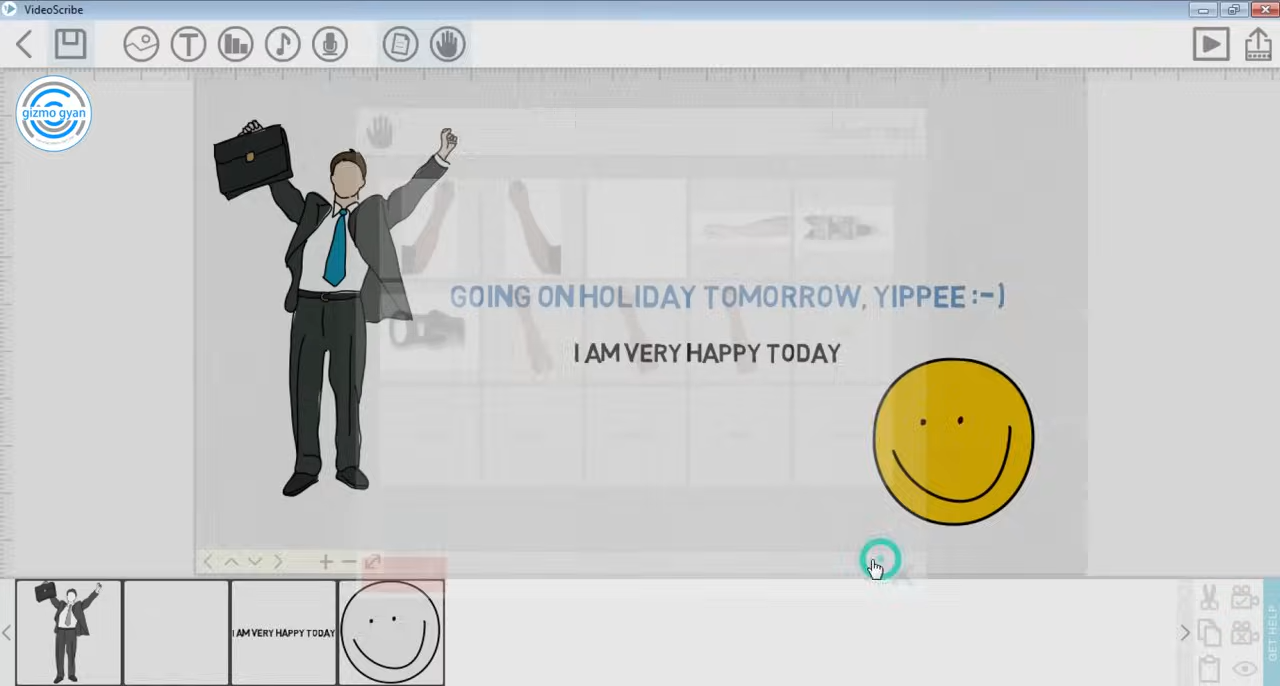 VideoScribe
gizmo gyan
GOING ON HOLIDAY TOMORROW, YIPPEE :-)
I AM VERY HAPPY TODAY
I AM VERY HAPPY TODAY
GET HELP